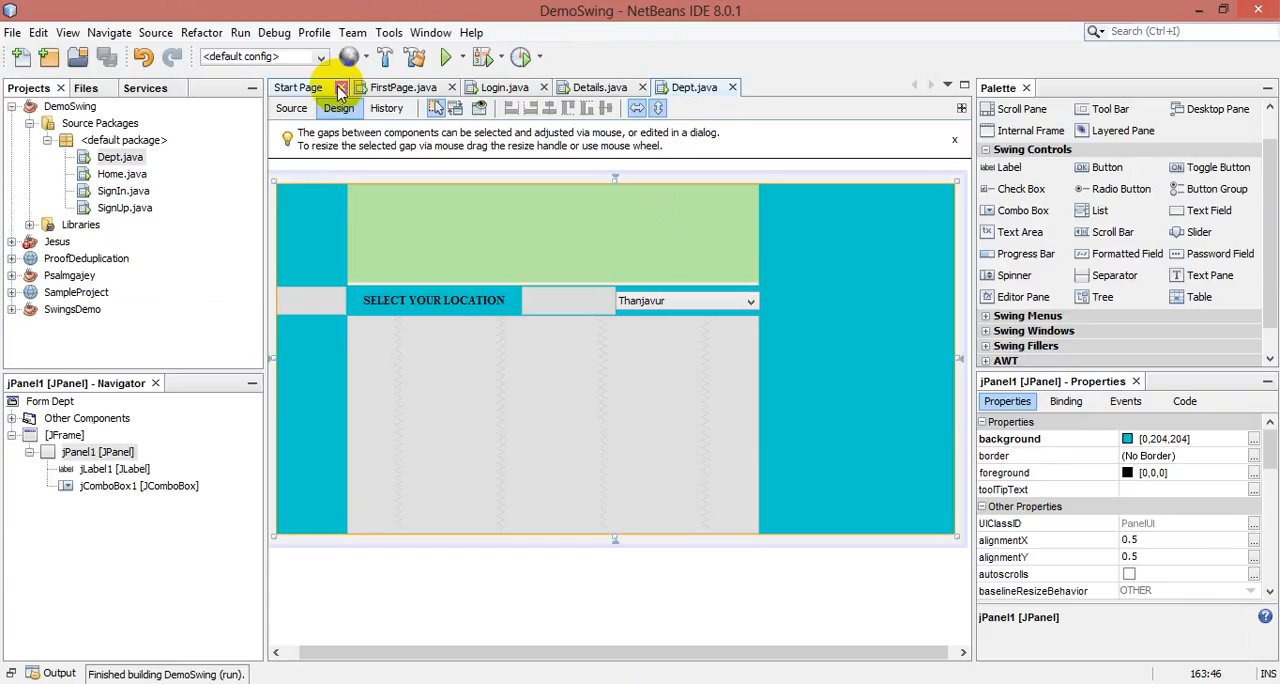 DemoSwing - NetBeans IDE 8.0.1
File Edit View Navigate Source Refactor Run Debug Profile Team Tools Window Help
Search (Ctrl+I)
<default config>
Projects Files Services
Start Page FirstPage.java Login.java Details.java Dept.java
Palette
Source Design History
DemoSwing
Source Packages
<default package>
Dept.java
Home.java
SignIn.java
SignUp.java
Libraries
Jesus
ProofDeduplication
Psalmgajey
SampleProject
SwingsDemo
The gaps between components can be selected and adjusted via mouse, or edited in a dialog.
To resize the selected gap via mouse drag the resize handle or use mouse wheel.
x
SELECT YOUR LOCATION
Thanjavur
Scroll Pane Tool Bar Desktop Pane
Internal Frame Layered Pane
Swing Controls
label Label OK Button Toggle Button
Check Box Radio Button Button Group
Combo Box List Text Field
Text Area Scroll Bar Slider
Progress Bar Formatted Field Password Field
Spinner Separator Text Pane
Editor Pane Tree Table
Swing Menus
Swing Windows
Swing Fillers
AWT
jPanel1 [JPanel] - Navigator
Form Dept
Other Components
[JFrame]
jPanel1 [JPanel]
label jLabel1 [JLabel]
jComboBox1 [JComboBox]
jPanel1 [JPanel] - Properties
Properties Binding Events Code
Properties
background [0,204,204] ...
border (No Border) ...
foreground [0,0,0] ...
toolTipText ...
Other Properties
UIClassID PanelUI ...
alignmentX 0.5 ...
alignmentY 0.5 ...
autoscrolls ...
baselineResizeBehavior OTHER
jPanel1 [JPanel]
Output Finished building DemoSwing (run).
163:46 INS